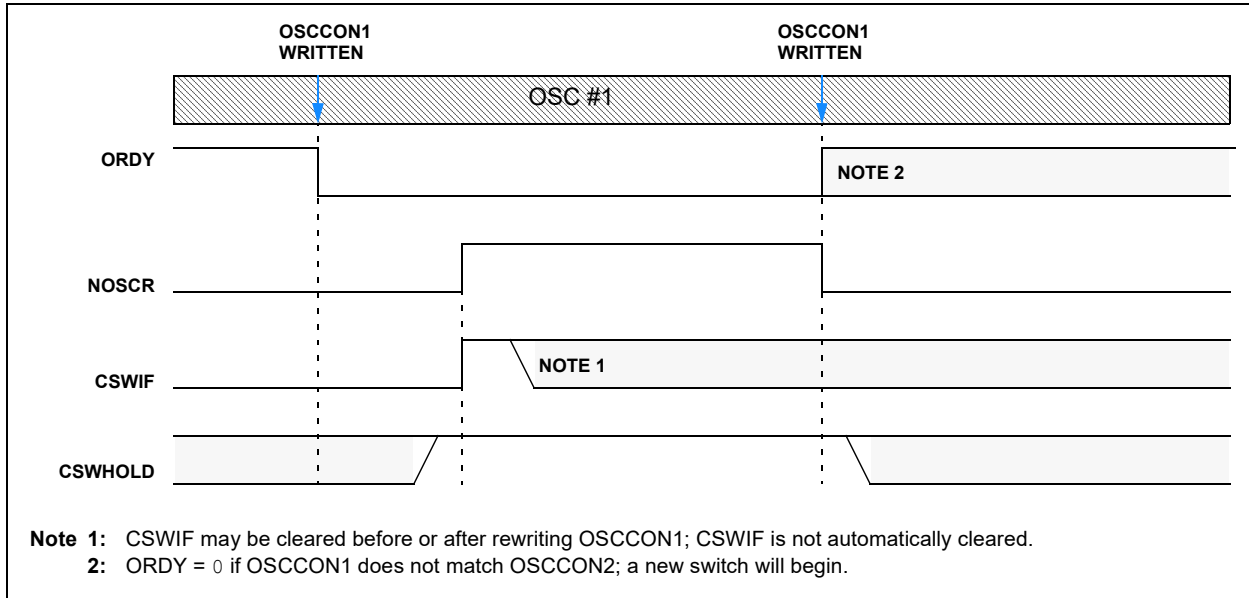 OSCCON1
WRITTEN
OSCCON1
WRITTEN
OSC #1
ORDY
NOTE 2
NOSCR
NOTE 1
CSWIF
CSWHOLD
Note 1: CSWIF may be cleared before or after rewriting OSCCON1; CSWIF is not automatically cleared.
2: ORDY = 0 if OSCCON1 does not match OSCCON2; a new switch will begin.